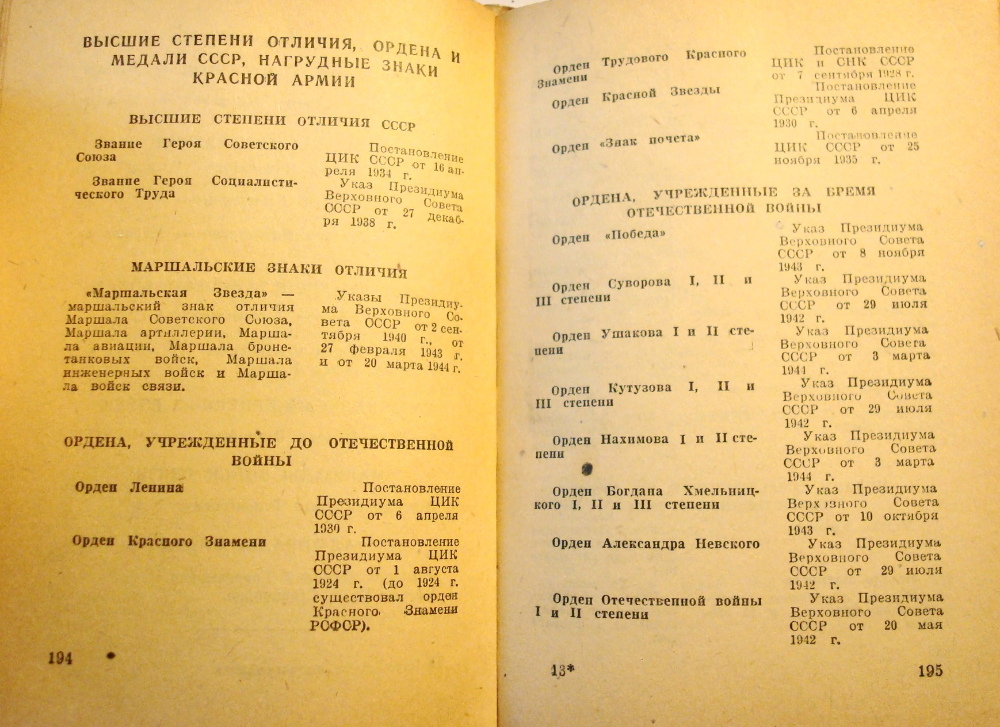 ВЫСШИЕ СТЕПЕНИ ОТЛИЧИЯ, ОРДЕНА И
МЕДАЛИ СССР, НАГРУДНЫЕ ЗНАКИ
КРАСНОЙ АРМИИ
ВЫСШИЕ СТЕПЕНИ ОТЛИЧИЯ СССР
Звание Героя Советского
Союза
Постановление
ЦИК СССР от 16 ап-
реля 1934 г.
Звание Героя Социалисти-
ческого Труда
Указ Президиума
Верховного Совета
СССР от 27 декаб-
ря 1938 г.
МАРШАЛЬСКИЕ ЗНАКИ ОТЛИЧИЯ
«Маршальская Звезда» —
маршальский знак отличия
Маршала Советского Союза,
Маршала артиллерии, Марша-
ла авиации, Маршала броне-
танковых войск, Маршала
инженерных войск и Марша-
ла войск связи.
Указы Президиу-
ма Верховного Со-
вета СССР от 2 сен-
тября 1940 г., от
27 февраля 1943 г.
и от 20 марта 1944 г.
ОРДЕНА, УЧРЕЖДЕННЫЕ ДО ОТЕЧЕСТВЕННОЙ
ВОЙНЫ
Орден Ленина
Постановление
Президиума ЦИК
СССР от 6 апреля
1930 г.
Орден Красного Знамени
Постановление
Президиума ЦИК
СССР от 1 августа
1924 г. (до 1924 г.
существовал орден
Красного Знамени
РСФСР).
194
Орден Трудового Красного
Знамени
Постановление
ЦИК и СНК СССР
от 7 сентября 1928 г.
Орден Красной Звезды
Постановление
Президиума ЦИК
СССР от 6 апреля
1930 г.
Орден «Знак почета»
Постановление
ЦИК СССР от 25
ноября 1935 г.
ОРДЕНА, УЧРЕЖДЕННЫЕ ЗА ВРЕМЯ
ОТЕЧЕСТВЕННОЙ ВОЙНЫ
Орден «Победа»
Указ Президиума
Верховного Совета
СССР от 8 ноября
1943 г.
Орден Суворова I, II и
III степени
Указ Президиума
Верховного Совета
СССР от 29 июля
1942 г.
Орден Ушакова I и II сте-
пени
Указ Президиума
Верховного Совета
СССР от 3 марта
1944 г.
Орден Кутузова I, II и
III степени
Указ Президиума
Верховного Совета
СССР от 29 июля
1942 г.
Орден Нахимова I и II сте-
пени
Указ Президиума
Верховного Совета
СССР от 3 марта
1944 г.
Орден Богдана Хмельниц-
кого I, II и III степени
Указ Президиума
Верховного Совета
СССР от 10 октября
1943 г.
Орден Александра Невского
Указ Президиума
Верховного Совета
СССР от 29 июля
1942 г.
Орден Отечественной войны
I и II степени
Указ Президиума
Верховного Совета
СССР от 20 мая
1942 г.
13*
195